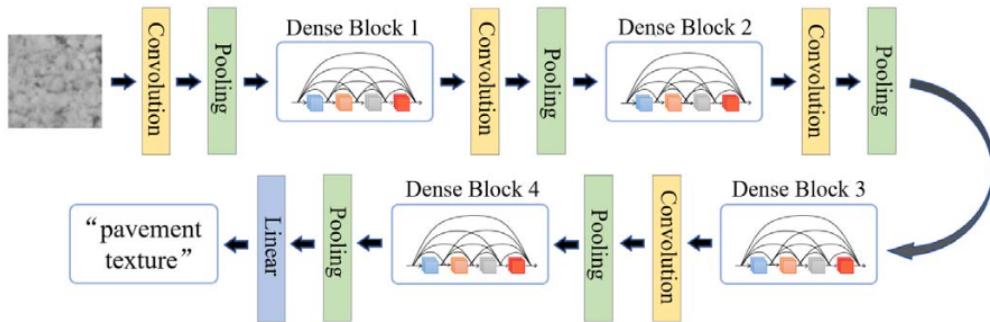 Convolution
Pooling
Dense Block 1
Convolution
Pooling
Dense Block 2
Convolution
Pooling
Dense Block 3
Convolution
Pooling
Dense Block 4
Pooling
Linear
“pavement
texture”